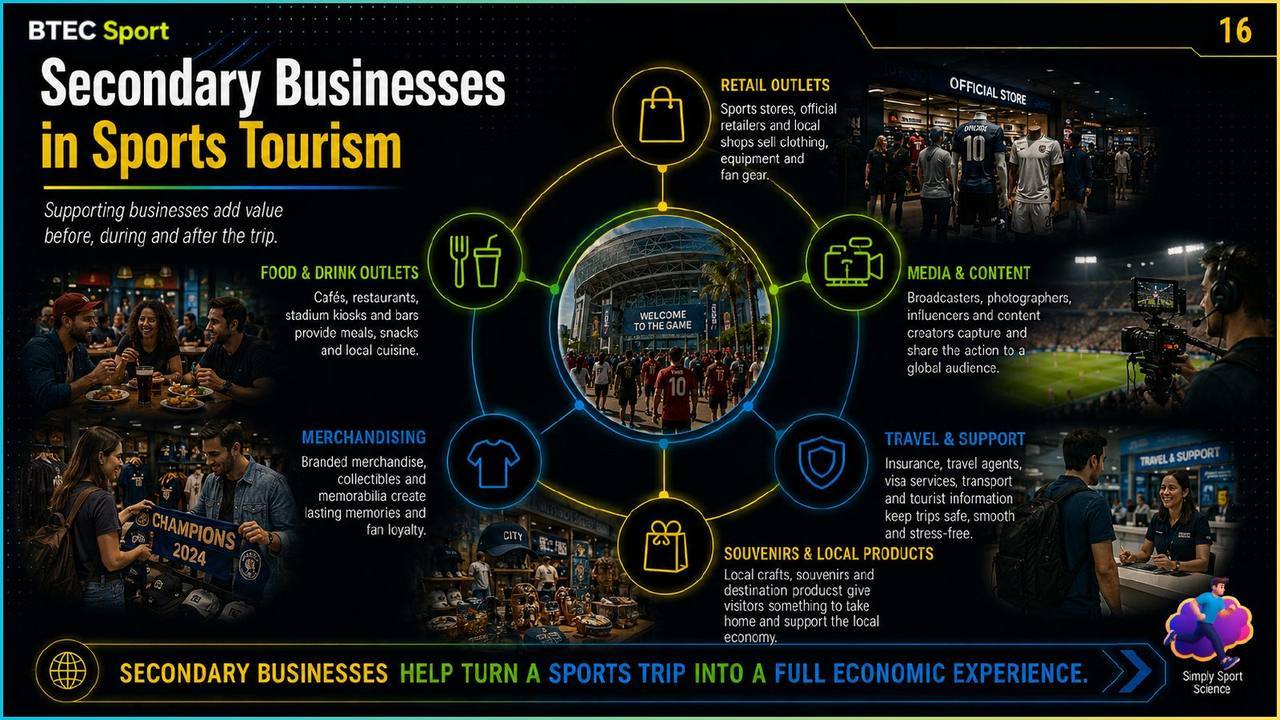 BTEC Sport
16
Secondary Businesses
in Sports Tourism
Supporting businesses add value
before, during and after the trip.
RETAIL OUTLETS
Sports stores, official
retailers and local
shops sell clothing,
equipment and
fan gear.
OFFICIAL STORE
10
FOOD & DRINK OUTLETS
Cafés, restaurants,
stadium kiosks and bars
provide meals, snacks
and local cuisine.
WELCOME
TO THE GAME
10
MEDIA & CONTENT
Broadcasters, photographers,
influencers and content
creators capture and
share the action to a
global audience.
MERCHANDISING
Branded merchandise,
collectibles and
memorabilia create
lasting memories and
fan loyalty.
CHAMPIONS
2024
TRAVEL & SUPPORT
Insurance, travel agents,
visa services, transport
and tourist information
keep trips safe, smooth
and stress-free.
TRAVEL & SUPPORT
CITY
SOUVENIRS & LOCAL PRODUCTS
Local crafts, souvenirs and
destination producst give
visitors something to take
home and support the local
economy.
SECONDARY BUSINESSES HELP TURN A SPORTS TRIP INTO A FULL ECONOMIC EXPERIENCE.
Simply Sport
Science